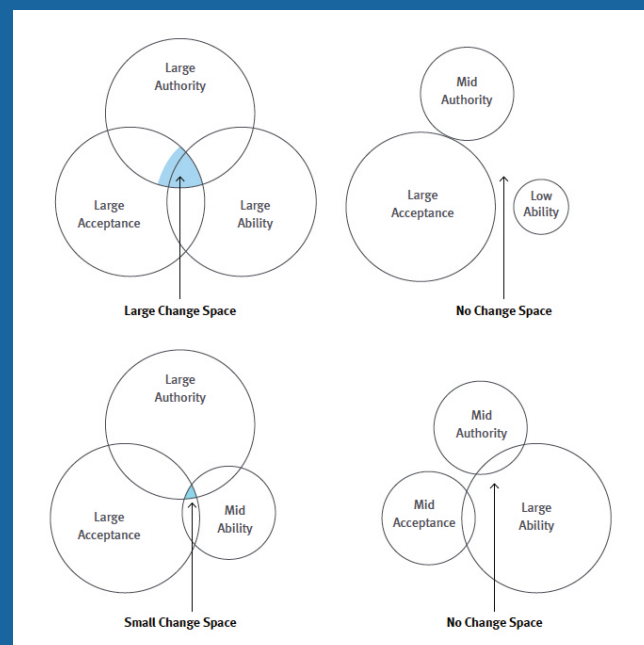 Large
Authority
Large
Acceptance
Large
Ability
Large Change Space
Mid
Authority
Large
Acceptance
Low
Ability
No Change Space
Large
Authority
Large
Acceptance
Mid
Ability
Small Change Space
Mid
Authority
Mid
Acceptance
Large
Ability
No Change Space